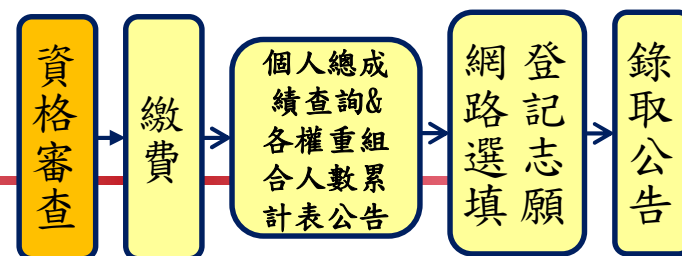 資格審查
繳費
個人總成
績查詢&
各權重組
合人數累
計表公告
網路選填
登記志願
錄取公告